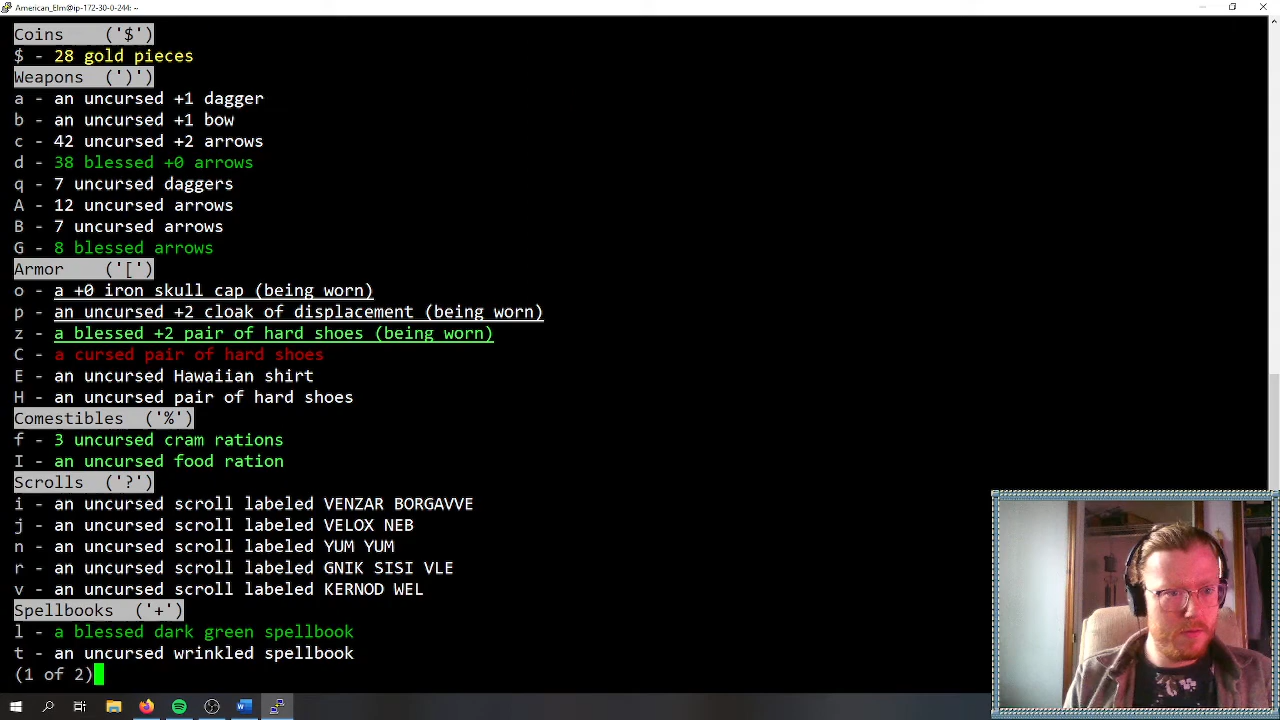 American_Elm@ip-172-30-0-244: ~
Coins ('$')
$ - 28 gold pieces
Weapons (')')
a - an uncursed +1 dagger
b - an uncursed +1 bow
c - 42 uncursed +2 arrows
d - 38 blessed +0 arrows
q - 7 uncursed daggers
A - 12 uncursed arrows
B - 7 uncursed arrows
G - 8 blessed arrows
Armor ('[')
o - a +0 iron skull cap (being worn)
p - an uncursed +2 cloak of displacement (being worn)
z - a blessed +2 pair of hard shoes (being worn)
C - a cursed pair of hard shoes
E - an uncursed Hawaiian shirt
H - an uncursed pair of hard shoes
Comestibles ('%')
f - 3 uncursed cram rations
I - an uncursed food ration
Scrolls ('?')
i - an uncursed scroll labeled VENZAR BORGAVVE
j - an uncursed scroll labeled VELOX NEB
n - an uncursed scroll labeled YUM YUM
r - an uncursed scroll labeled GNIK SISI VLE
v - an uncursed scroll labeled KERNOD WEL
Spellbooks ('+')
l - a blessed dark green spellbook
t - an uncursed wrinkled spellbook
(1 of 2)